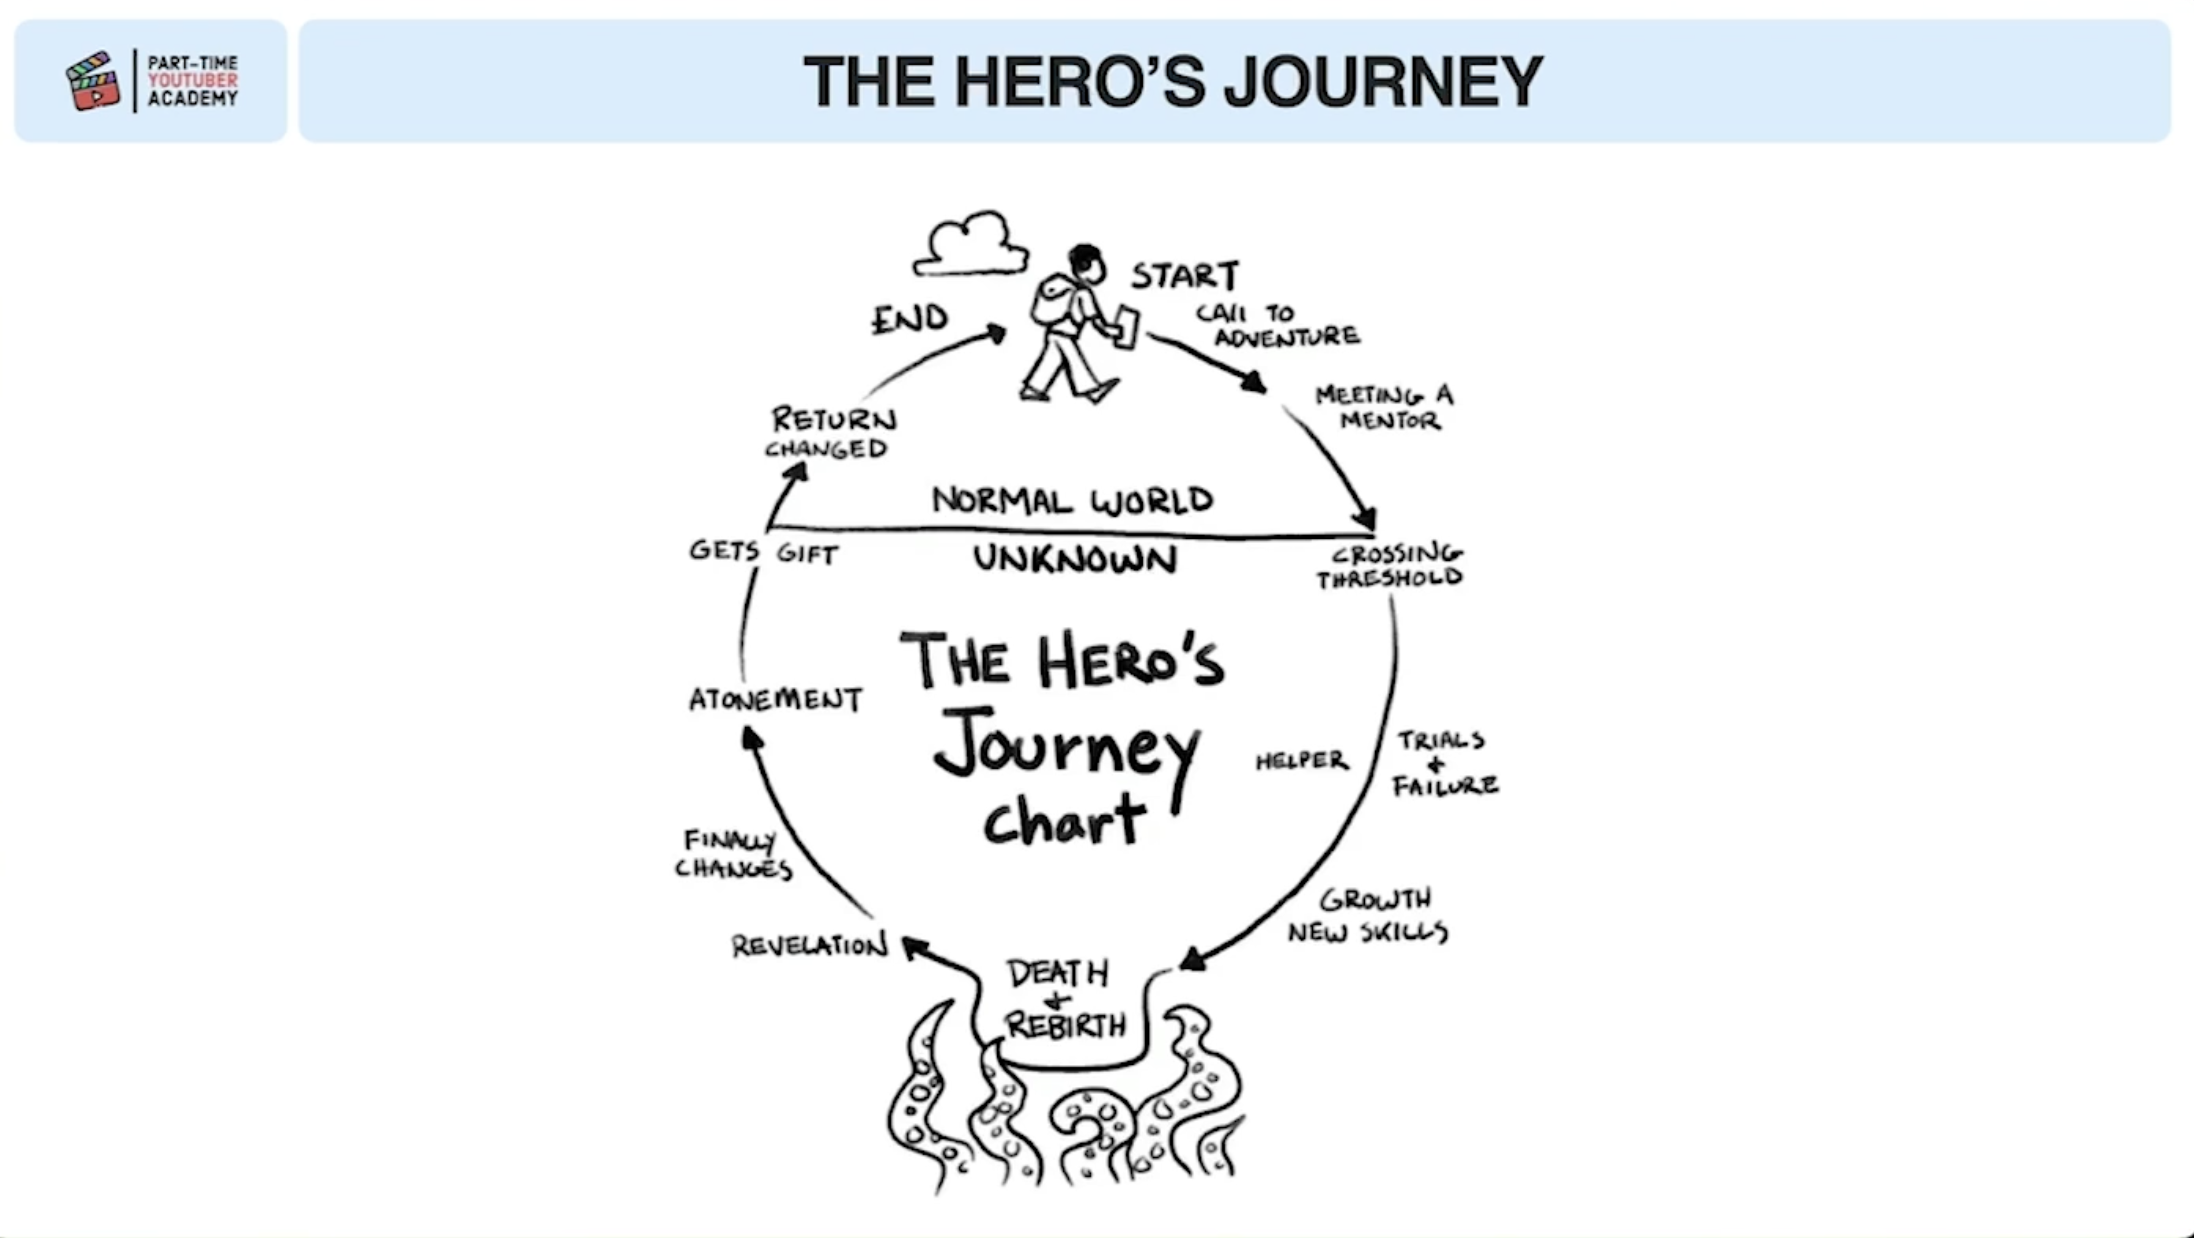 PART-TIME
YOUTUBER
ACADEMY
THE HERO'S JOURNEY
START
CALL TO
ADVENTURE
MEETING A
MENTOR
CROSSING
THRESHOLD
TRIALS
+
FAILURE
HELPER
GROWTH
NEW SKILLS
DEATH
+
REBIRTH
REVELATION
FINALLY
CHANGES
ATONEMENT
GETS GIFT
RETURN
CHANGED
END
NORMAL WORLD
UNKNOWN
THE HERO'S
JOURNEY
chart